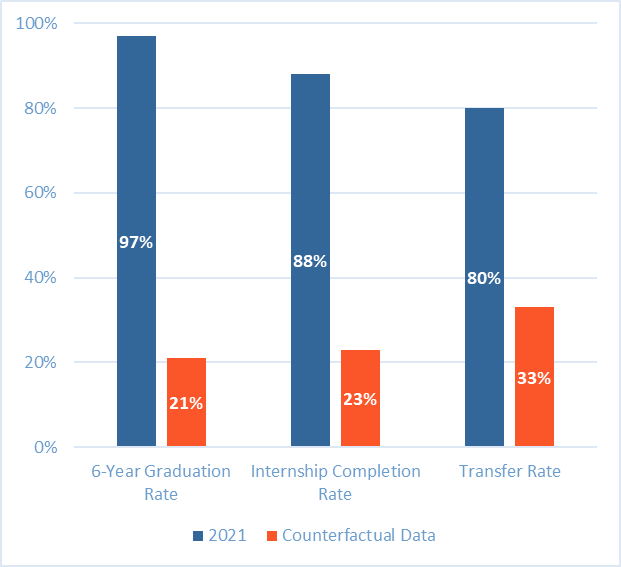 100%
80%
60%
40%
20%
0%
97%
21%
88%
23%
80%
33%
6-Year Graduation
Rate
Internship Completion
Rate
Transfer Rate
2021
Counterfactual Data